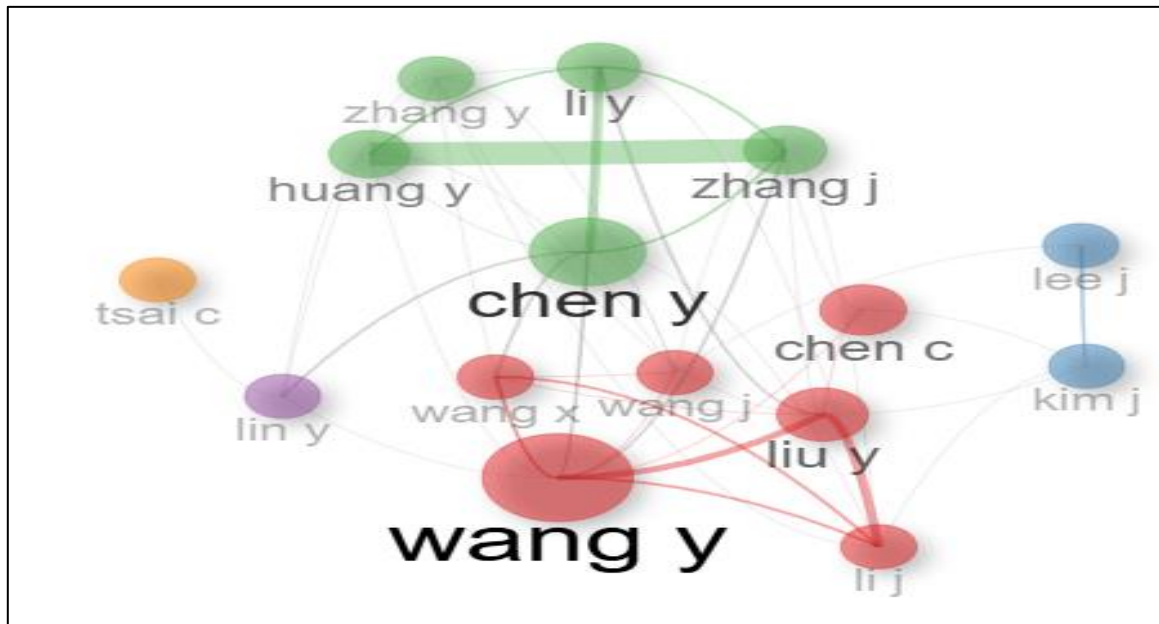 zhang y
li y
huang y
zhang j
chen y
lee j
tsai c
chen c
wang x
wang j
kim j
lin y
liu y
wang y
li j